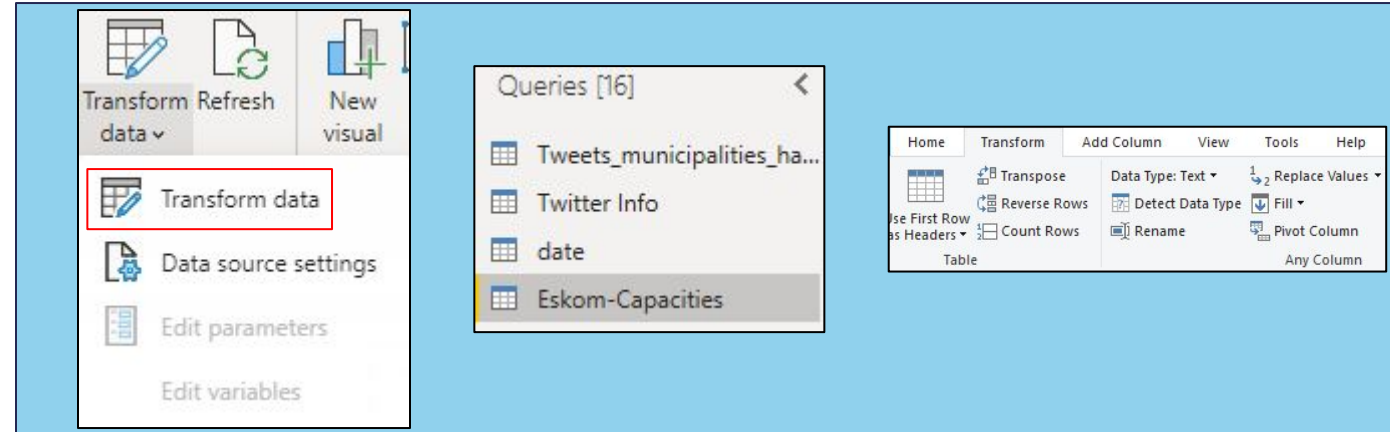 Transform Refresh New
data visual
Transform data
Data source settings
Edit parameters
Edit variables
Queries [16]
Tweets_municipalities_ha...
Twitter Info
date
Eskom-Capacities
Home Transform Add Column View Tools Help
Transpose Data Type: Text 1 2 Replace Values
Reverse Rows Detect Data Type Fill
Use First Row
as Headers Count Rows Rename Pivot Column
Table Any Column